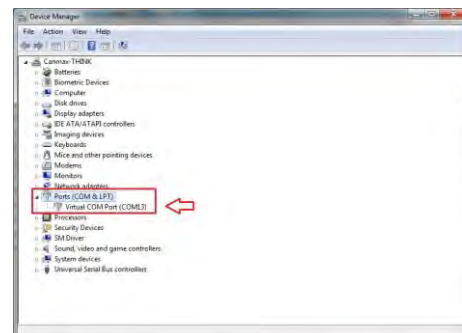 Device Manager
File Action View Help
Canmav-THINK
Batteries
Biometric Devices
Computer
Disk drives
Display adapters
IDE ATA/ATAPI controllers
Imaging devices
Keyboards
Mice and other pointing devices
Modems
Monitors
Network adapters
Ports (COM & LPT)
Virtual COM Port (COM13)
Processors
Security Devices
SM Driver
Sound, video and game controllers
System devices
Universal Serial Bus controllers